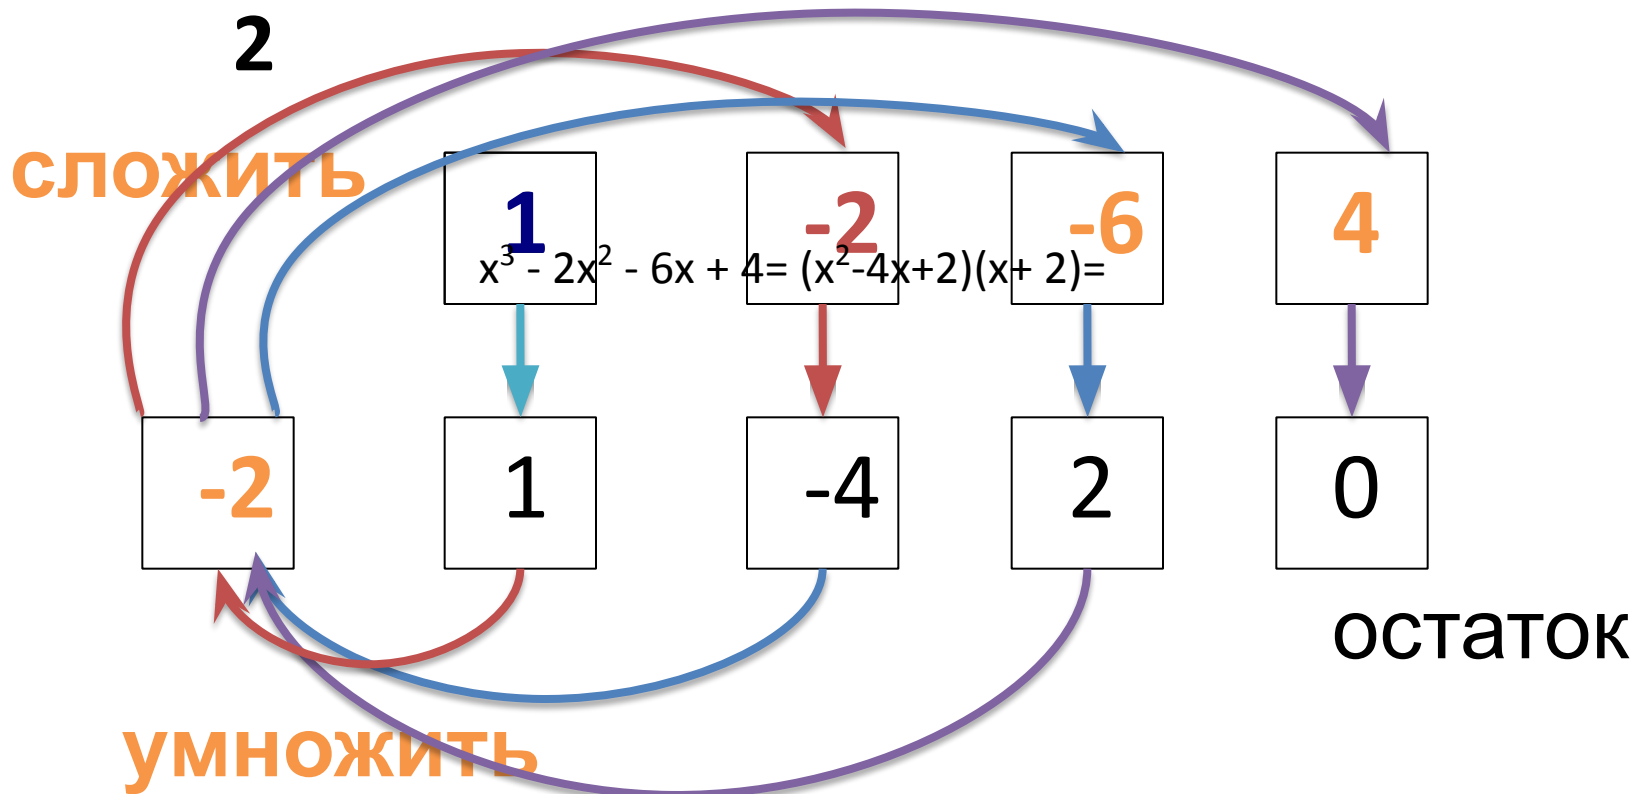 2
сложить
1 -2 -6 4
x³ - 2x² - 6x + 4= (x²-4x+2)(x+ 2)=
-2 1 -4 2 0
остаток
умножить